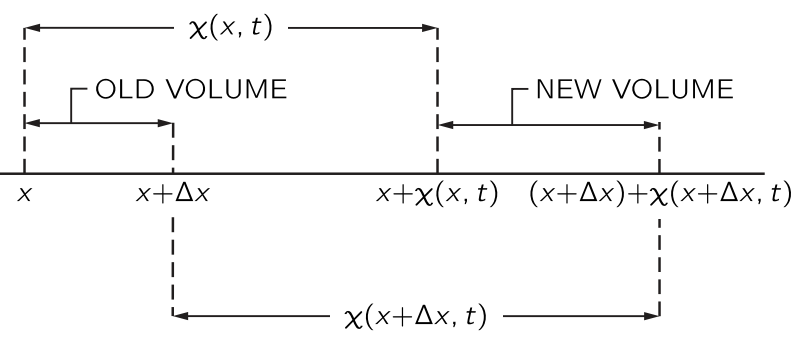 χ(x, t)
OLD VOLUME
NEW VOLUME
x
x+Δx
x+χ(x, t)
(x+Δx)+χ(x+Δx, t)
χ(x+Δx, t)